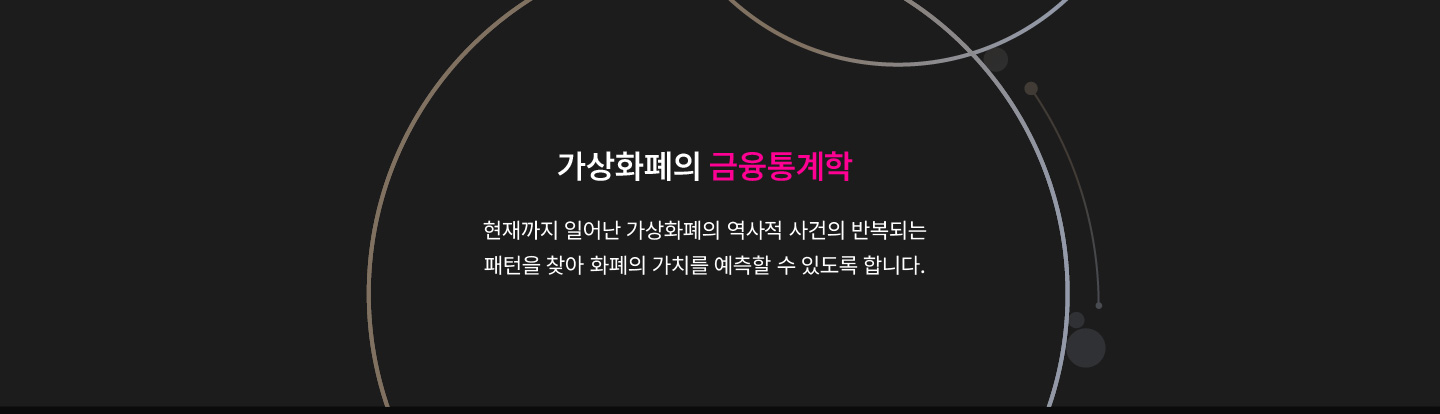 가상화폐의 금융통계학
현재까지 일어난 가상화폐의 역사적 사건의 반복되는
패턴을 찾아 화폐의 가치를 예측할 수 있도록 합니다.